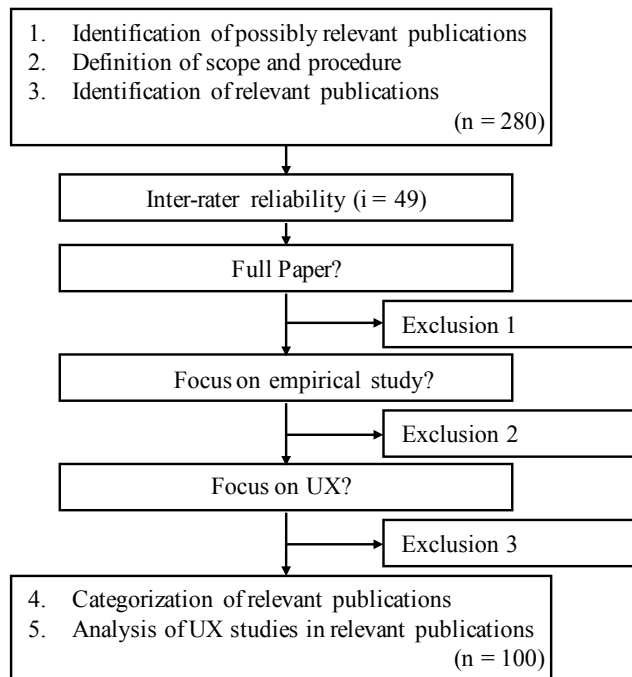 1. Identification of possibly relevant publications
2. Definition of scope and procedure
3. Identification of relevant publications
(n = 280)
Inter-rater reliability (i = 49)
Full Paper?
Exclusion 1
Focus on empirical study?
Exclusion 2
Focus on UX?
Exclusion 3
4. Categorization of relevant publications
5. Analysis of UX studies in relevant publications
(n = 100)